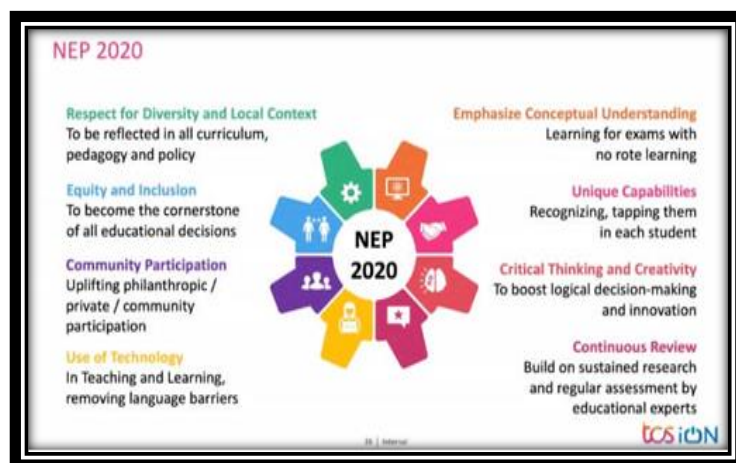 NEP 2020
Respect for Diversity and Local Context
To be reflected in all curriculum,
pedagogy and policy
Equity and Inclusion
To become the cornerstone
of all educational decisions
Community Participation
Uplifting philanthropic /
private / community
participation
Use of Technology
In Teaching and Learning,
removing language barriers
NEP
2020
Emphasize Conceptual Understanding
Learning for exams with
no rote learning
Unique Capabilities
Recognizing, tapping them
in each student
Critical Thinking and Creativity
To boost logical decision-making
and innovation
Continuous Review
Build on sustained research
and regular assessment by
educational experts
| Internal
tcs iON